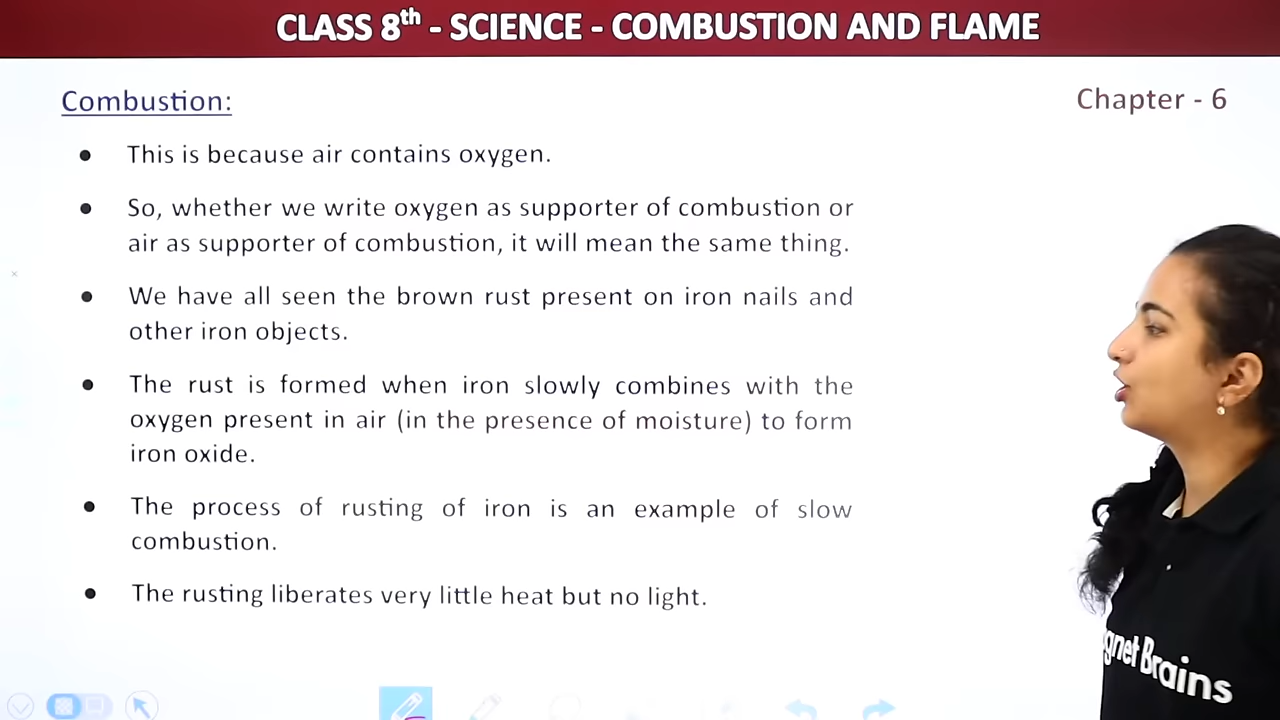 CLASS 8th - SCIENCE - COMBUSTION AND FLAME
Combustion:
Chapter - 6
● This is because air contains oxygen.
● So, whether we write oxygen as supporter of combustion or
air as supporter of combustion, it will mean the same thing.
● We have all seen the brown rust present on iron nails and
other iron objects.
● The rust is formed when iron slowly combines with the
oxygen present in air (in the presence of moisture) to form
iron oxide.
● The process of rusting of iron is an example of slow
combustion.
● The rusting liberates very little heat but no light.
gnet Brains